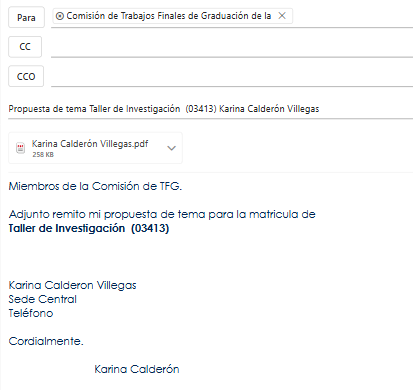 Para
Comisión de Trabajos Finales de Graduación de la
CC
CCO
Propuesta de tema Taller de Investigación (03413) Karina Calderón Villegas
Karina Calderón Villegas.pdf
258 KB
Miembros de la Comisión de TFG.
Adjunto remito mi propuesta de tema para la matricula de
Taller de Investigación (03413)
Karina Calderon Villegas
Sede Central
Teléfono
Cordialmente.
Karina Calderón